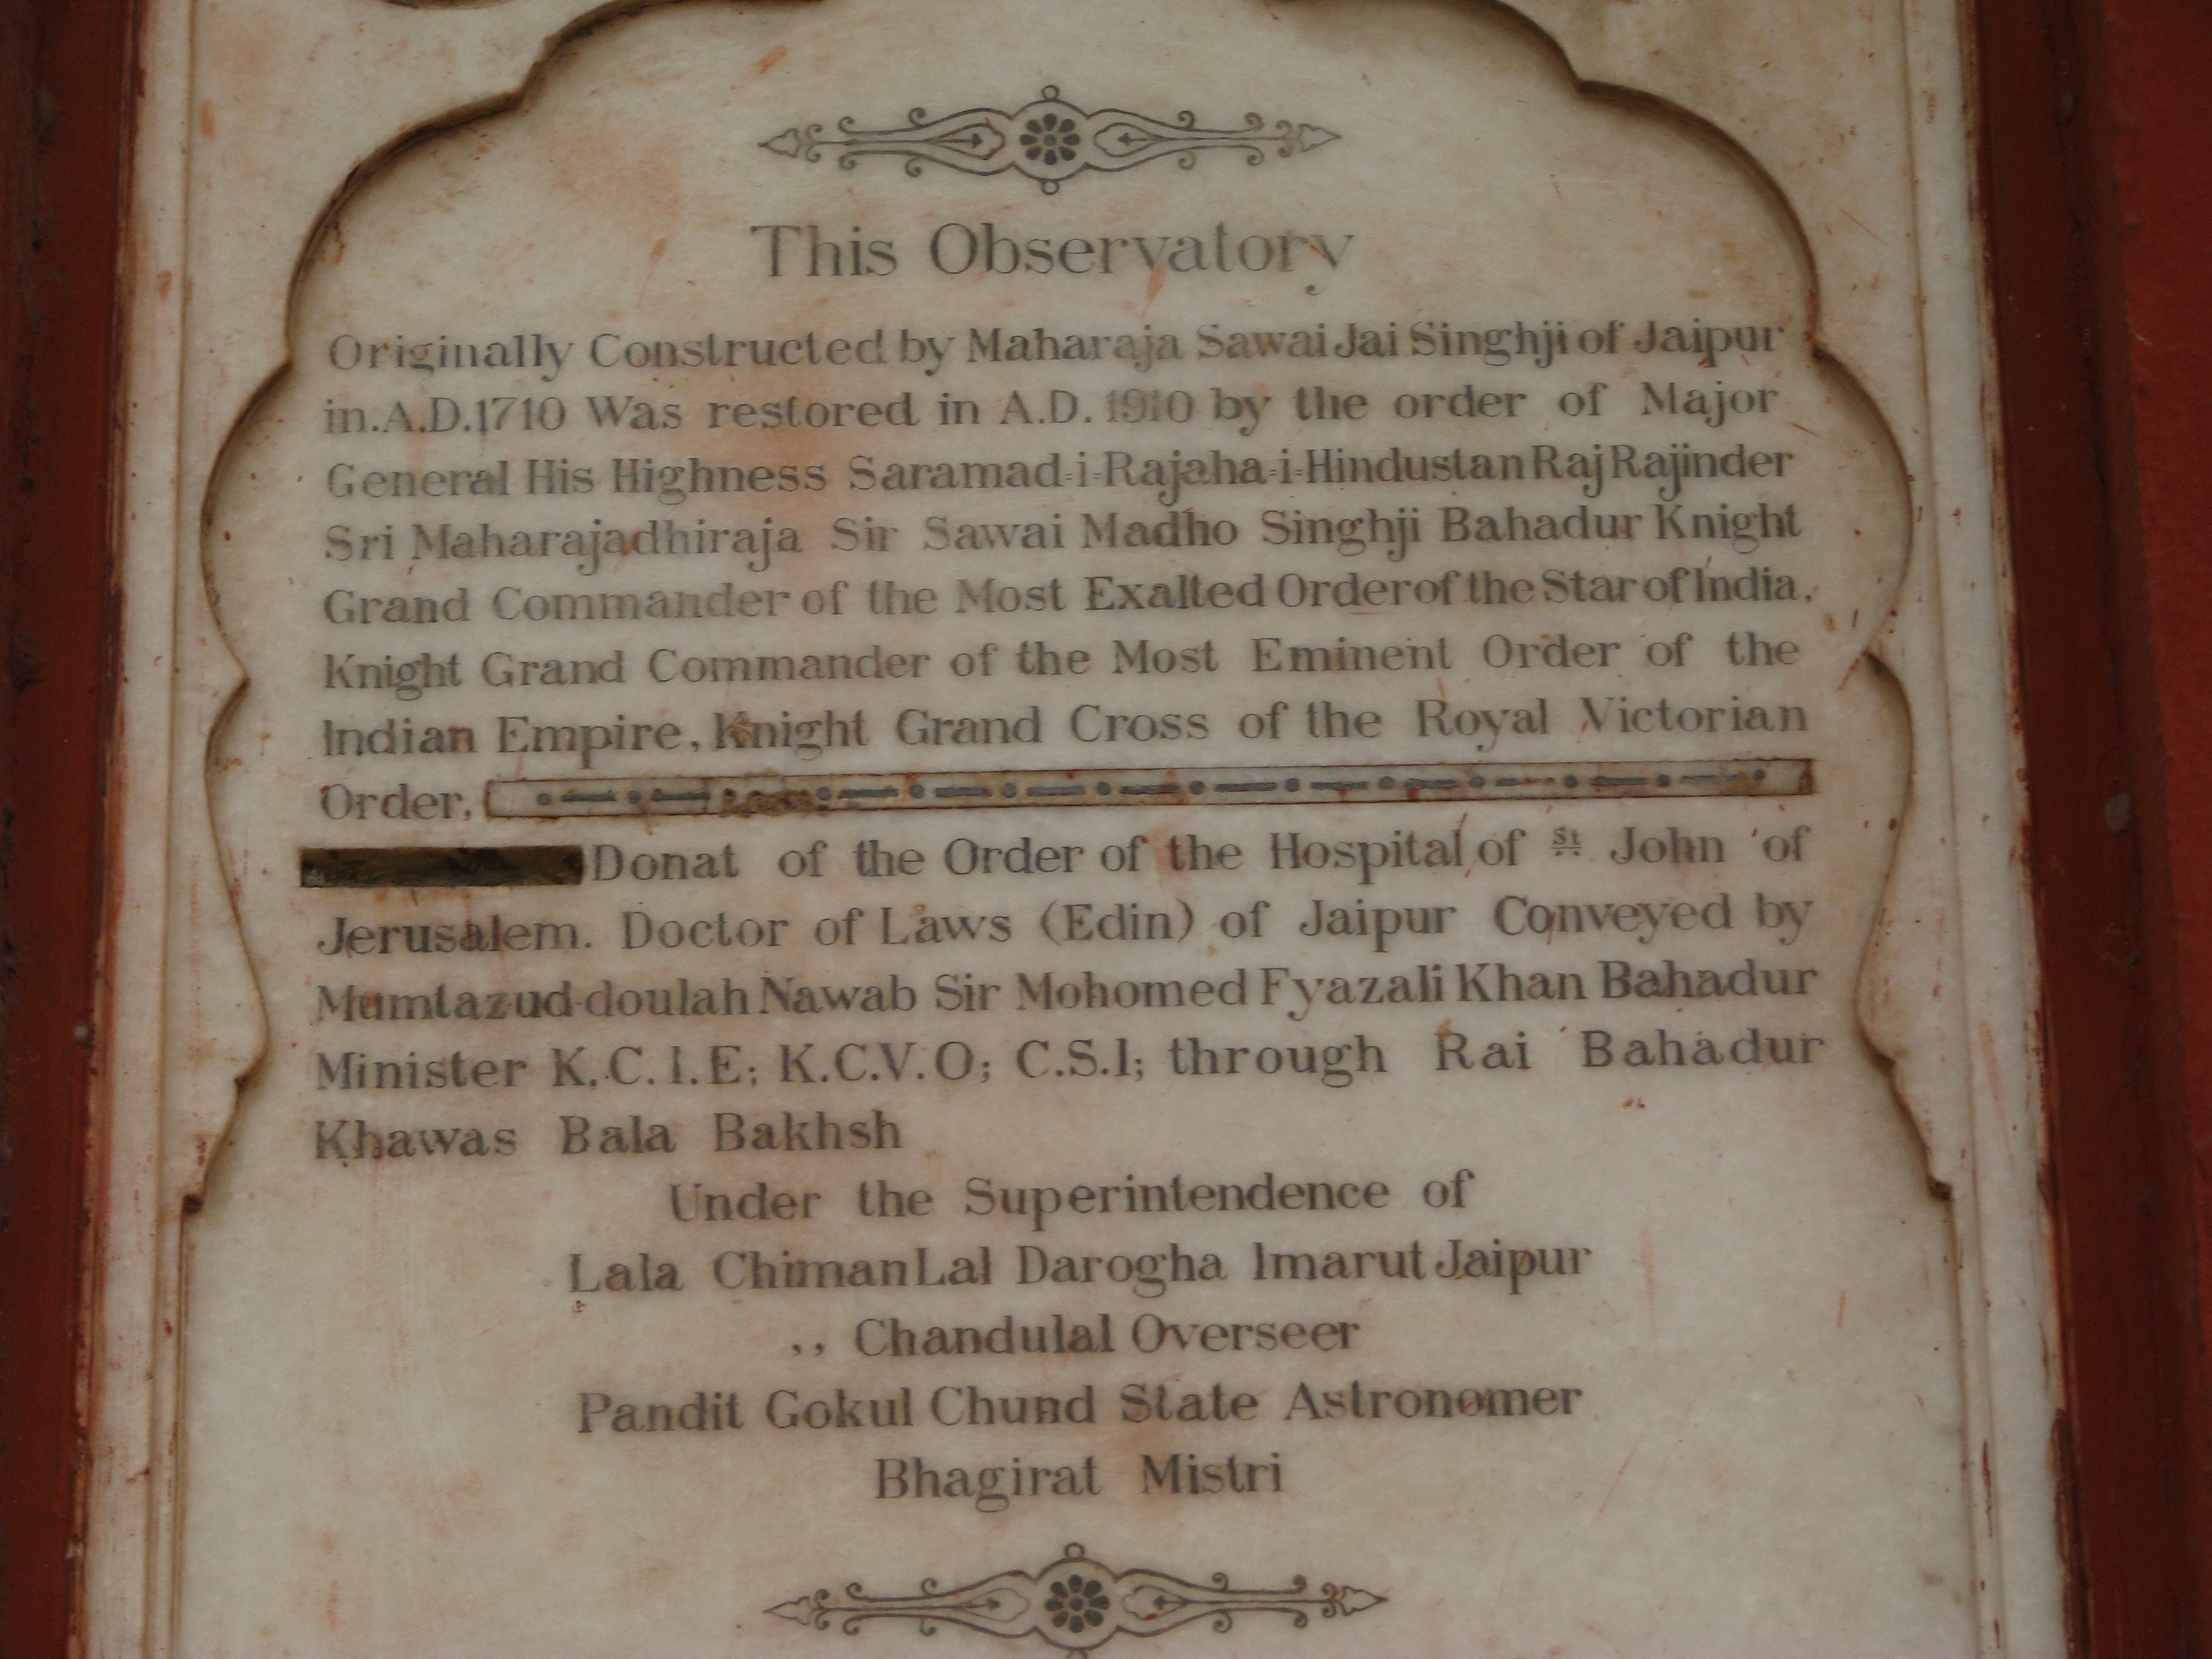 This Observatory
Originally Constructed by Maharaja Sawai Jai Singhji of Jaipur
in.A.D.1710 Was restored in A.D. 1910 by the order of Major
General His Highness Saramad-i-Rajaha-i-Hindustan Raj Rajinder
Sri Maharajadhiraja Sir Sawai Madho Singhji Bahadur Knight
Grand Commander of the Most Exalted Order of the Star of India,
Knight Grand Commander of the Most Eminent Order of the
Indian Empire, Knight Grand Cross of the Royal Victorian
Order,
Donat of the Order of the Hospital of St John of
Jerusalem. Doctor of Laws (Edin) of Jaipur Conveyed by
Mumtaz-ud-doulah Nawab Sir Mohomed Fyazali Khan Bahadur
Minister K.C.I.E; K.C.V.O; C.S.I; through Rai Bahadur
Khawas Bala Bakhsh
Under the Superintendence of
Lala Chiman Lal Darogha Imarut Jaipur
,, Chandulal Overseer
Pandit Gokul Chund State Astronomer
Bhagirat Mistri